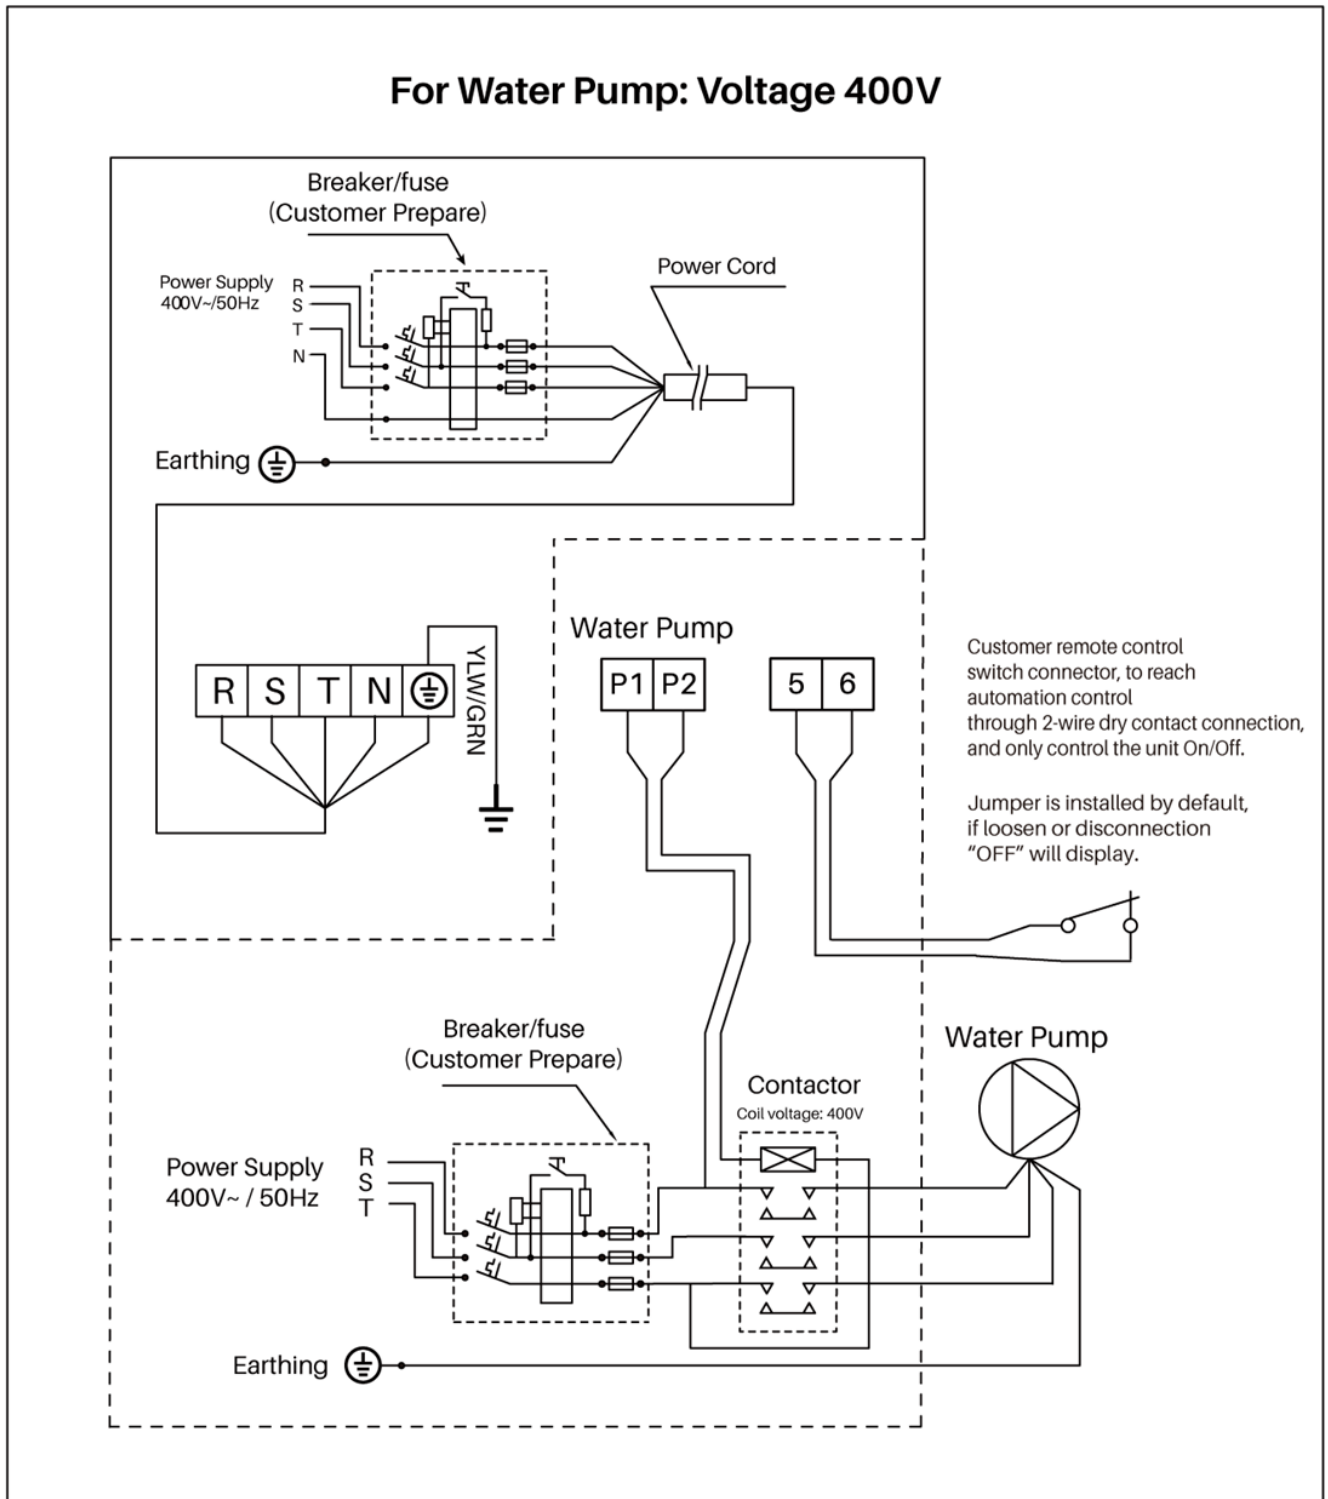 For Water Pump: Voltage 400V
Breaker/fuse
(Customer Prepare)
Power Supply
400V~/50Hz
R
S
T
N
Power Cord
Earthing
R S T N
YLW/GRN
Water Pump
P1 P2
5 6
Customer remote control
switch connector, to reach
automation control
through 2-wire dry contact connection,
and only control the unit On/Off.
Jumper is installed by default,
if loosen or disconnection
“OFF” will display.
Breaker/fuse
(Customer Prepare)
Water Pump
Contactor
Coil voltage: 400V
Power Supply
400V~ / 50Hz
R
S
T
Earthing